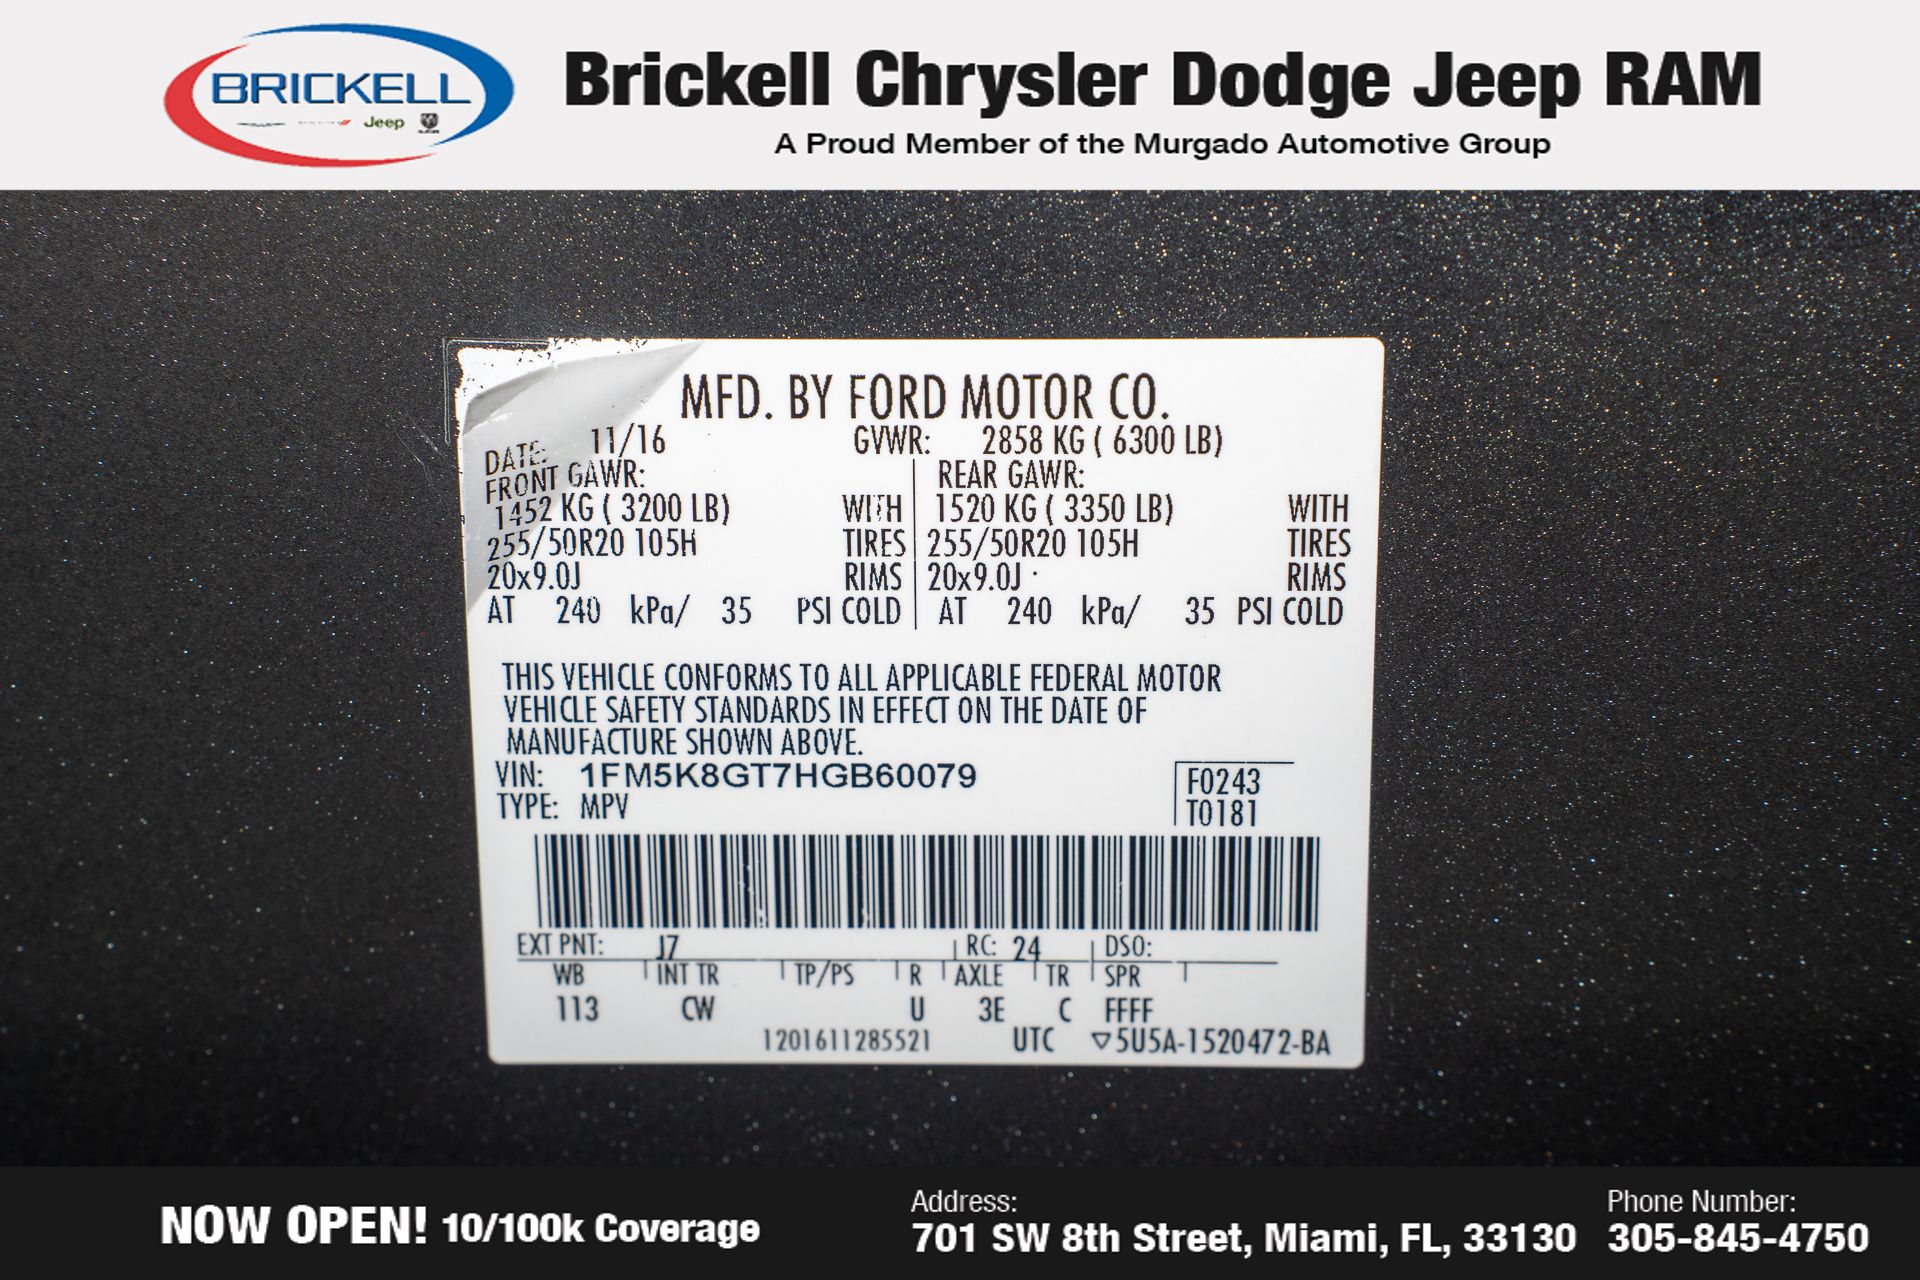 BRICKELL
Jeep
Brickell Chrysler Dodge Jeep RAM
A Proud Member of the Murgado Automotive Group
MFD. BY FORD MOTOR CO.
DATE: 11/16 GVWR: 2858 KG ( 6300 LB)
FRONT GAWR: REAR GAWR:
1452 KG ( 3200 LB) WITH 1520 KG ( 3350 LB) WITH
255/50R20 105H TIRES 255/50R20 105H TIRES
20x9.0J RIMS 20x9.0J RIMS
AT 240 kPa/ 35 PSI COLD AT 240 kPa/ 35 PSI COLD
THIS VEHICLE CONFORMS TO ALL APPLICABLE FEDERAL MOTOR
VEHICLE SAFETY STANDARDS IN EFFECT ON THE DATE OF
MANUFACTURE SHOWN ABOVE.
VIN: 1FM5K8GT7HGB60079 F0243
TYPE: MPV T0181
EXT PNT: J7 RC: 24 DSO:
WB INT TR TP/PS R AXLE TR SPR
113 CW U 3E C FFFF
1201611285521 UTC ▽5U5A-1520472-BA
NOW OPEN! 10/100k Coverage
Address:
701 SW 8th Street, Miami, FL, 33130
Phone Number:
305-845-4750